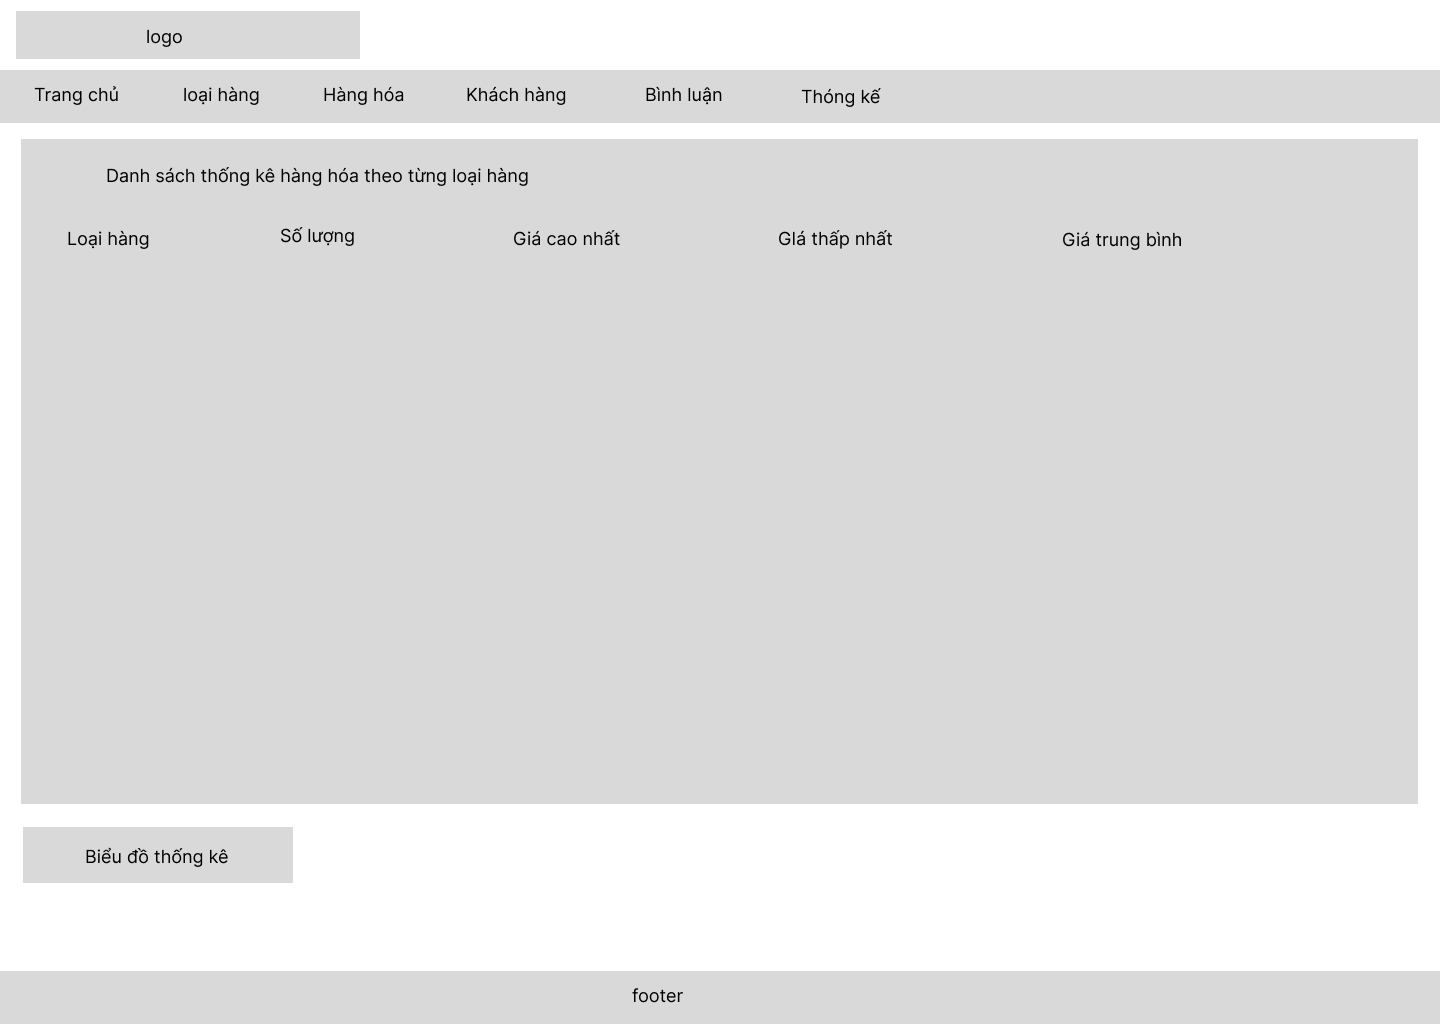 logo
Trang chủ loại hàng Hàng hóa Khách hàng Bình luận Thóng kế
Danh sách thống kê hàng hóa theo từng loại hàng
Loại hàng Số lượng Giá cao nhất GIá thấp nhất Giá trung bình
Biểu đồ thống kê
footer